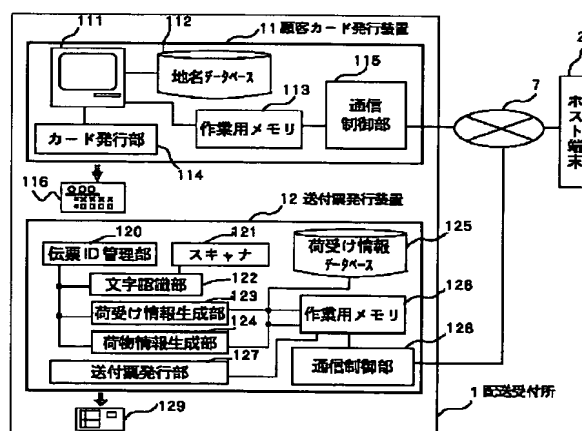 111
112
11 顧客カード発行装置
地名データベース
115
113
通信
制御部
作業用メモリ
カード発行部
114
116
7
2
ホスト端末
12 送付票発行装置
120
121
125
伝票ID管理部
スキャナ
荷受け情報
データベース
122
文字認識部
123
荷受け情報生成部
126
作業用メモリ
124
荷物情報生成部
127
128
送付票発行部
通信制御部
129
1 配送受付所